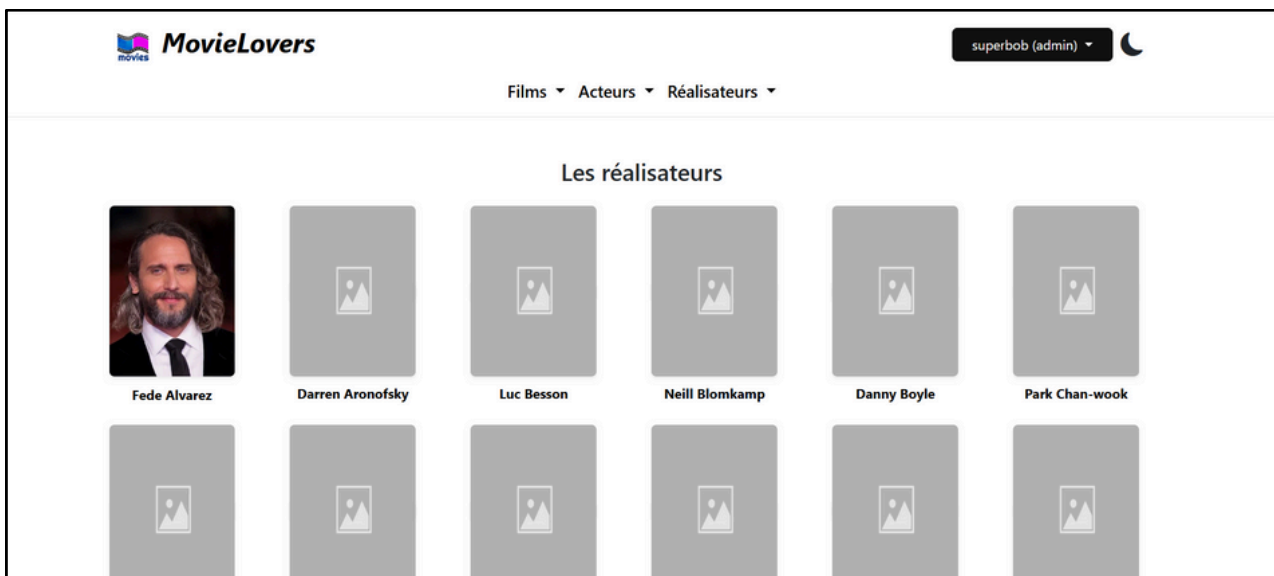 movies
MovieLovers
superbob (admin)
Films Acteurs Réalisateurs
Les réalisateurs
Fede Alvarez Darren Aronofsky Luc Besson Neill Blomkamp Danny Boyle Park Chan-wook